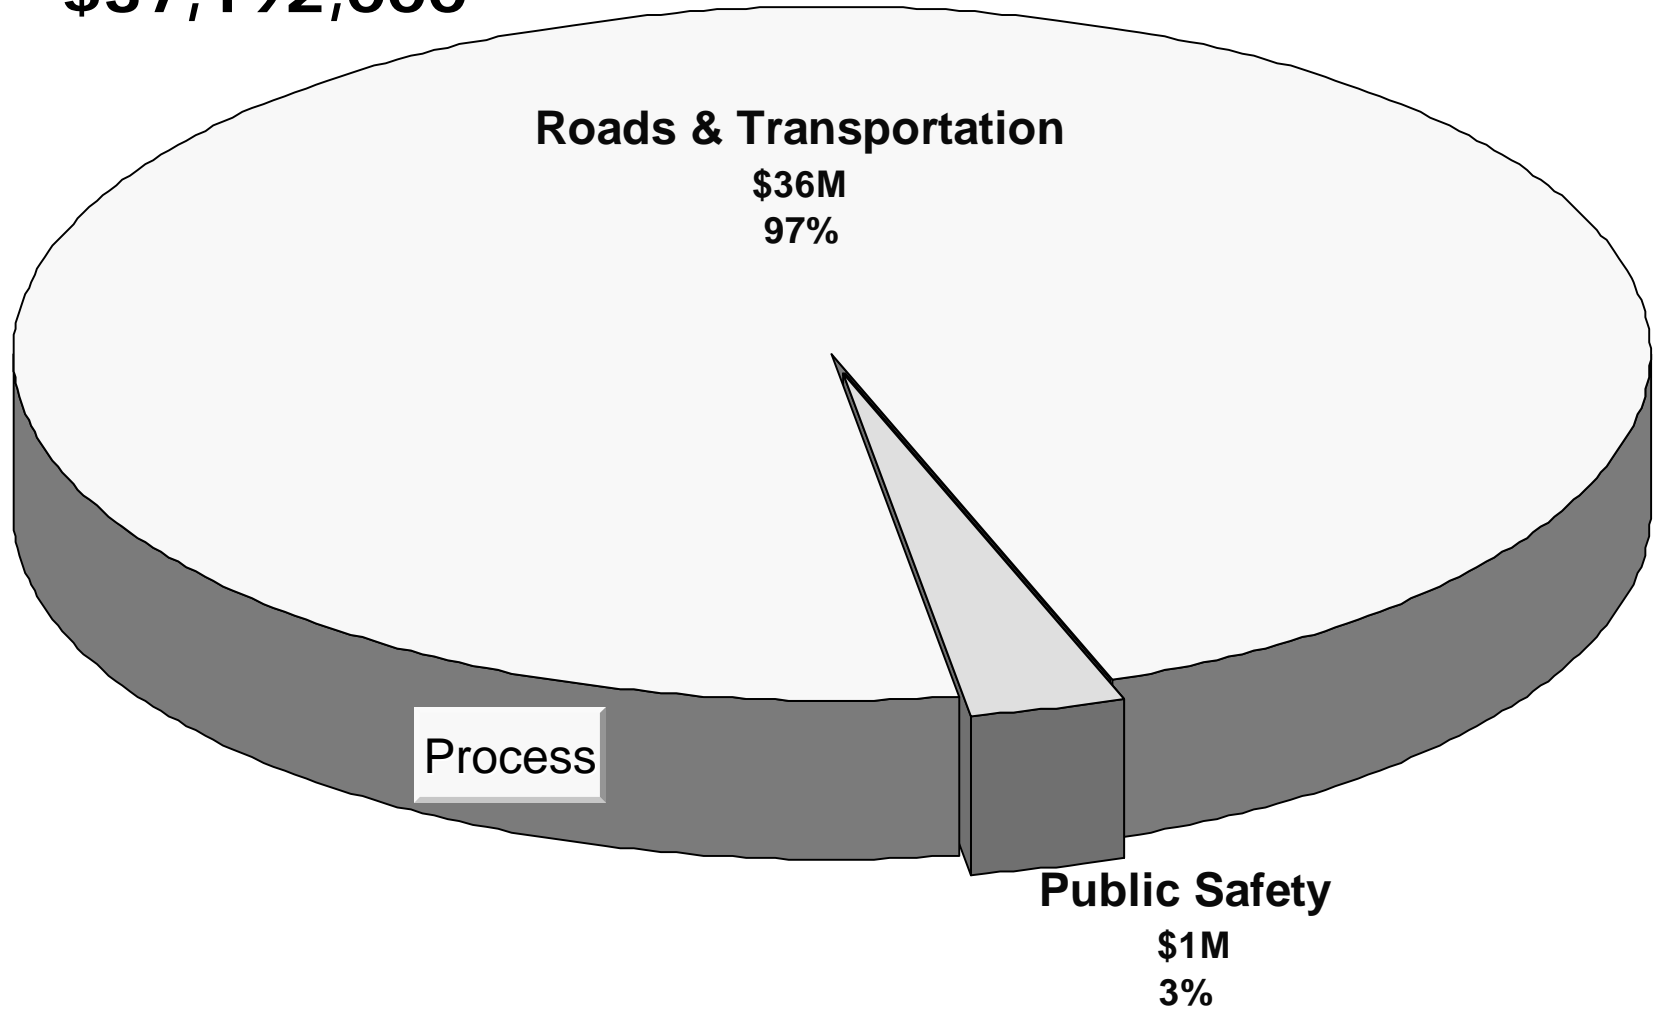 Roads & Transportation
$36M
97%
Process
Public Safety
$1M
3%